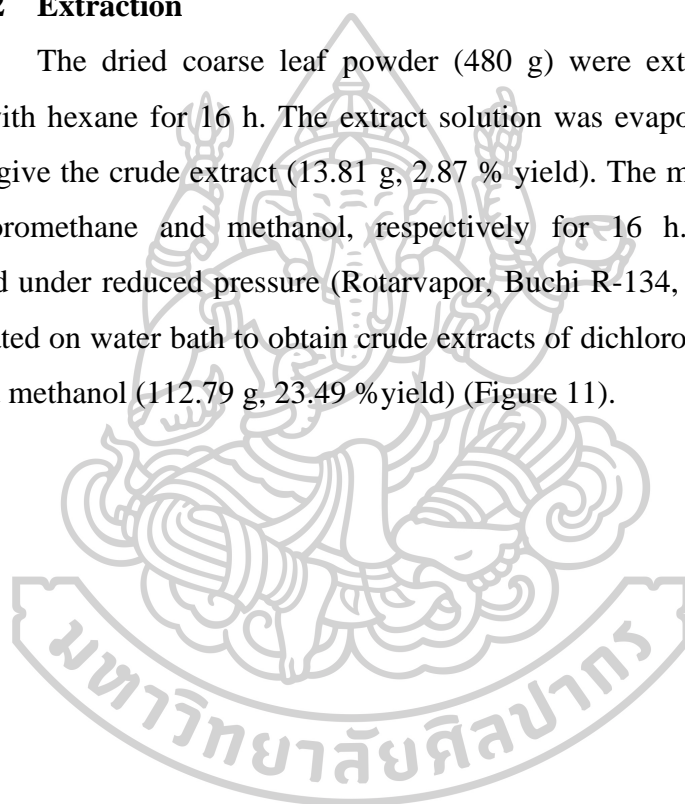 2 Extraction
The dried coarse leaf powder (480 g) were ext
with hexane for 16 h. The extract solution was evapo
give the crude extract (13.81 g, 2.87 % yield). The m
oromethane and methanol, respectively for 16 h.
d under reduced pressure (Rotarvapor, Buchi R-134,
ated on water bath to obtain crude extracts of dichloro
methanol (112.79 g, 23.49 %yield) (Figure 11).
มหาวิทยาลัยศิลปากร